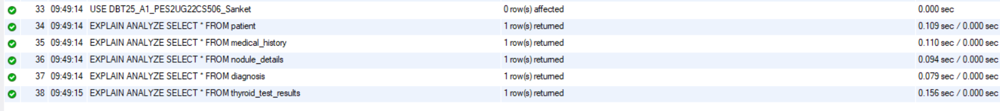 33 09:49:14 USE DBT25_A1_PES2UG22CS506_Sanket 0 row(s) affected 0.000 sec
34 09:49:14 EXPLAIN ANALYZE SELECT * FROM patient 1 row(s) returned 0.109 sec / 0.000 sec
35 09:49:14 EXPLAIN ANALYZE SELECT * FROM medical_history 1 row(s) returned 0.110 sec / 0.000 sec
36 09:49:14 EXPLAIN ANALYZE SELECT * FROM nodule_details 1 row(s) returned 0.094 sec / 0.000 sec
37 09:49:14 EXPLAIN ANALYZE SELECT * FROM diagnosis 1 row(s) returned 0.079 sec / 0.000 sec
38 09:49:15 EXPLAIN ANALYZE SELECT * FROM thyroid_test_results 1 row(s) returned 0.156 sec / 0.000 sec